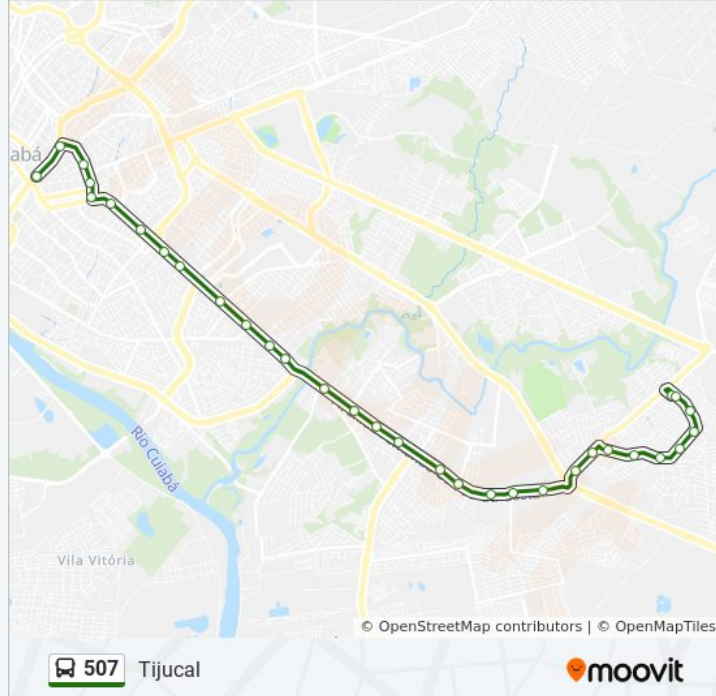 abá
Rio Cuiabá
Vila Vitória
© OpenStreetMap contributors | © OpenMapTiles
507 Tijucal
moovit